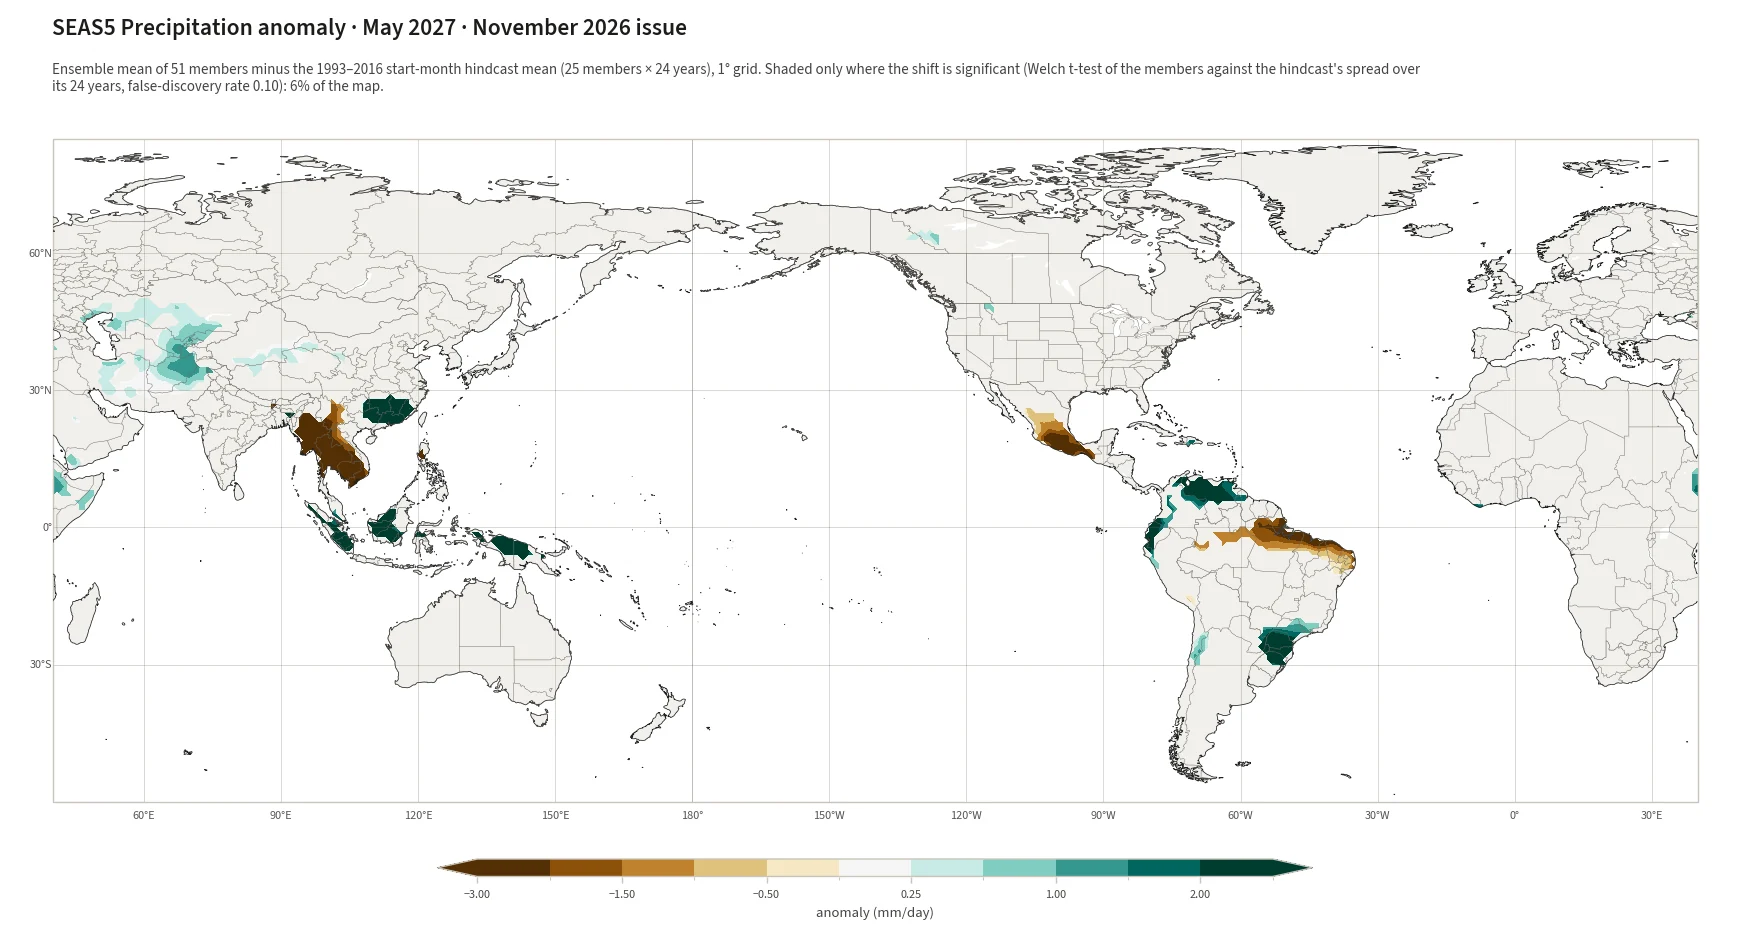 SEAS5 Precipitation anomaly · May 2027 · November 2026 issue
Ensemble mean of 51 members minus the 1993–2016 start-month hindcast mean (25 members × 24 years), 1° grid. Shaded only where the shift is significant (Welch t-test of the members against the hindcast's spread over
its 24 years, false-discovery rate 0.10): 6% of the map.
60°N
30°N
0°
30°S
60°E 90°E 120°E 150°E 180° 150°W 120°W 90°W 60°W 30°W 0° 30°E
−3.00 −1.50 −0.50 0.25 1.00 2.00
anomaly (mm/day)